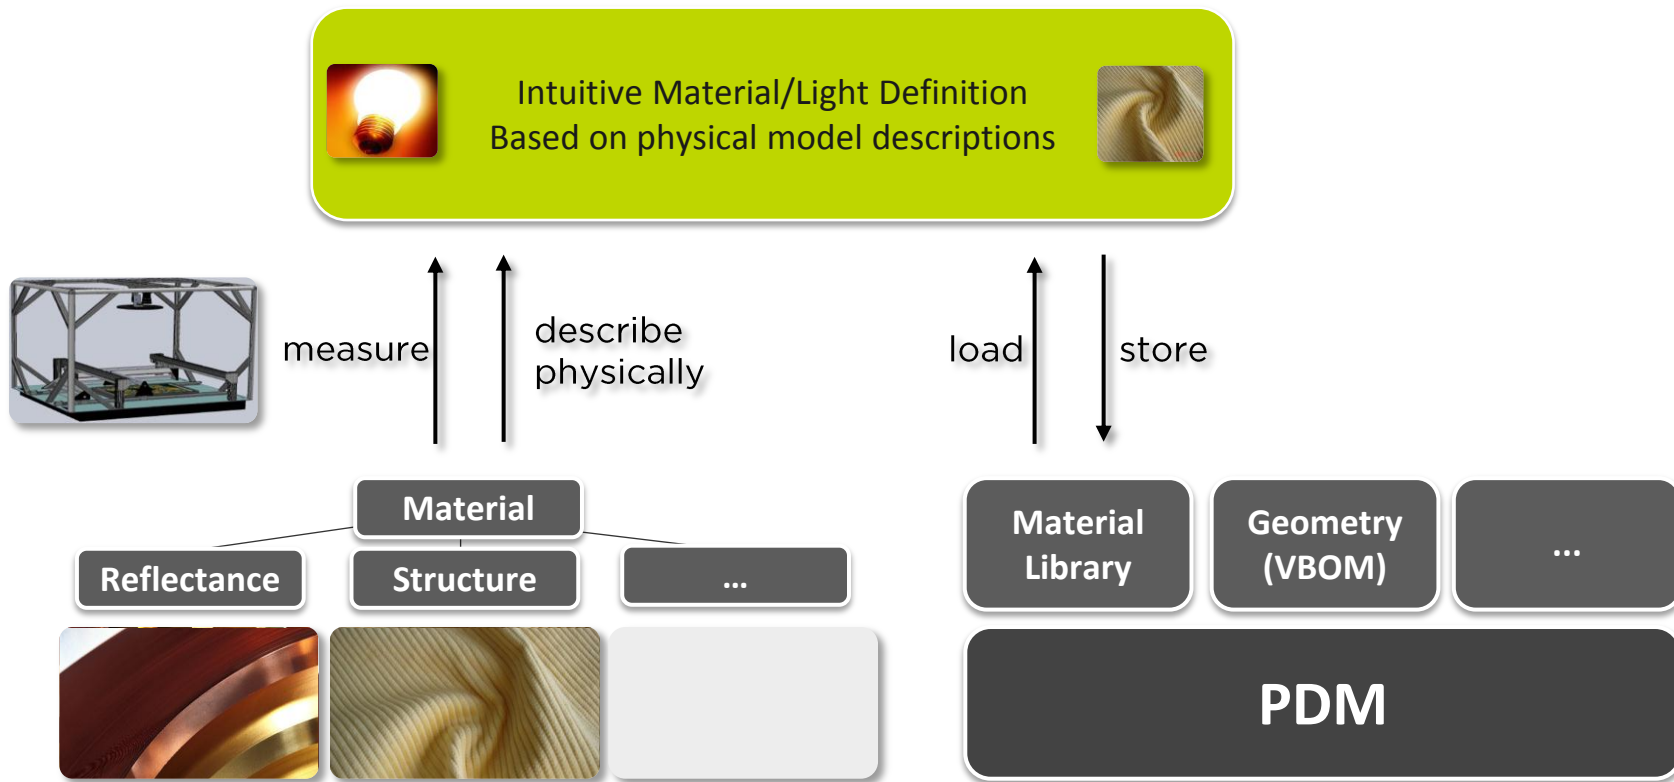 Intuitive Material/Light Definition
Based on physical model descriptions
measure
describe
physically
load
store
Material
Reflectance
Structure
...
Material
Library
Geometry
(VBOM)
...
PDM